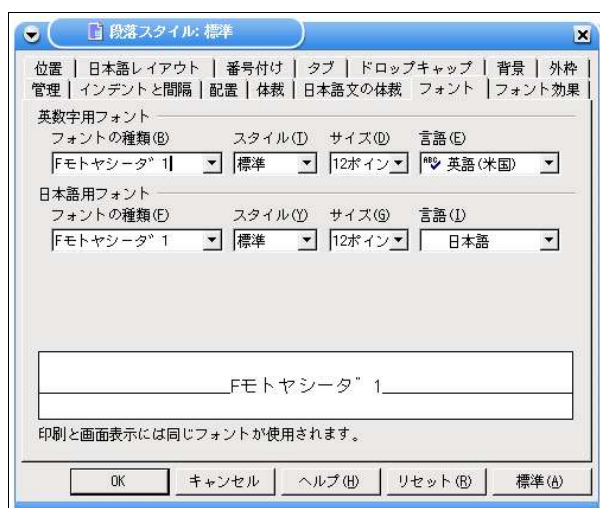 段落スタイル: 標準
位置 | 日本語レイアウト | 番号付け | タブ | ドロップキャップ | 背景 | 外枠
管理 | インデントと間隔 | 配置 | 体裁 | 日本語文の体裁 フォント | フォント効果
英数字用フォント
フォントの種類(B) スタイル(T) サイズ(D) 言語(E)
Fモトヤシータ゛1 標準 12ポイン ABC 英語(米国)
日本語用フォント
フォントの種類(F) スタイル(Y) サイズ(G) 言語(I)
Fモトヤシータ゛1 標準 12ポイン 日本語
Fモトヤシータ゛1
印刷と画面表示には同じフォントが使用されます。
OK キャンセル ヘルプ(H) リセット(R) 標準(A)